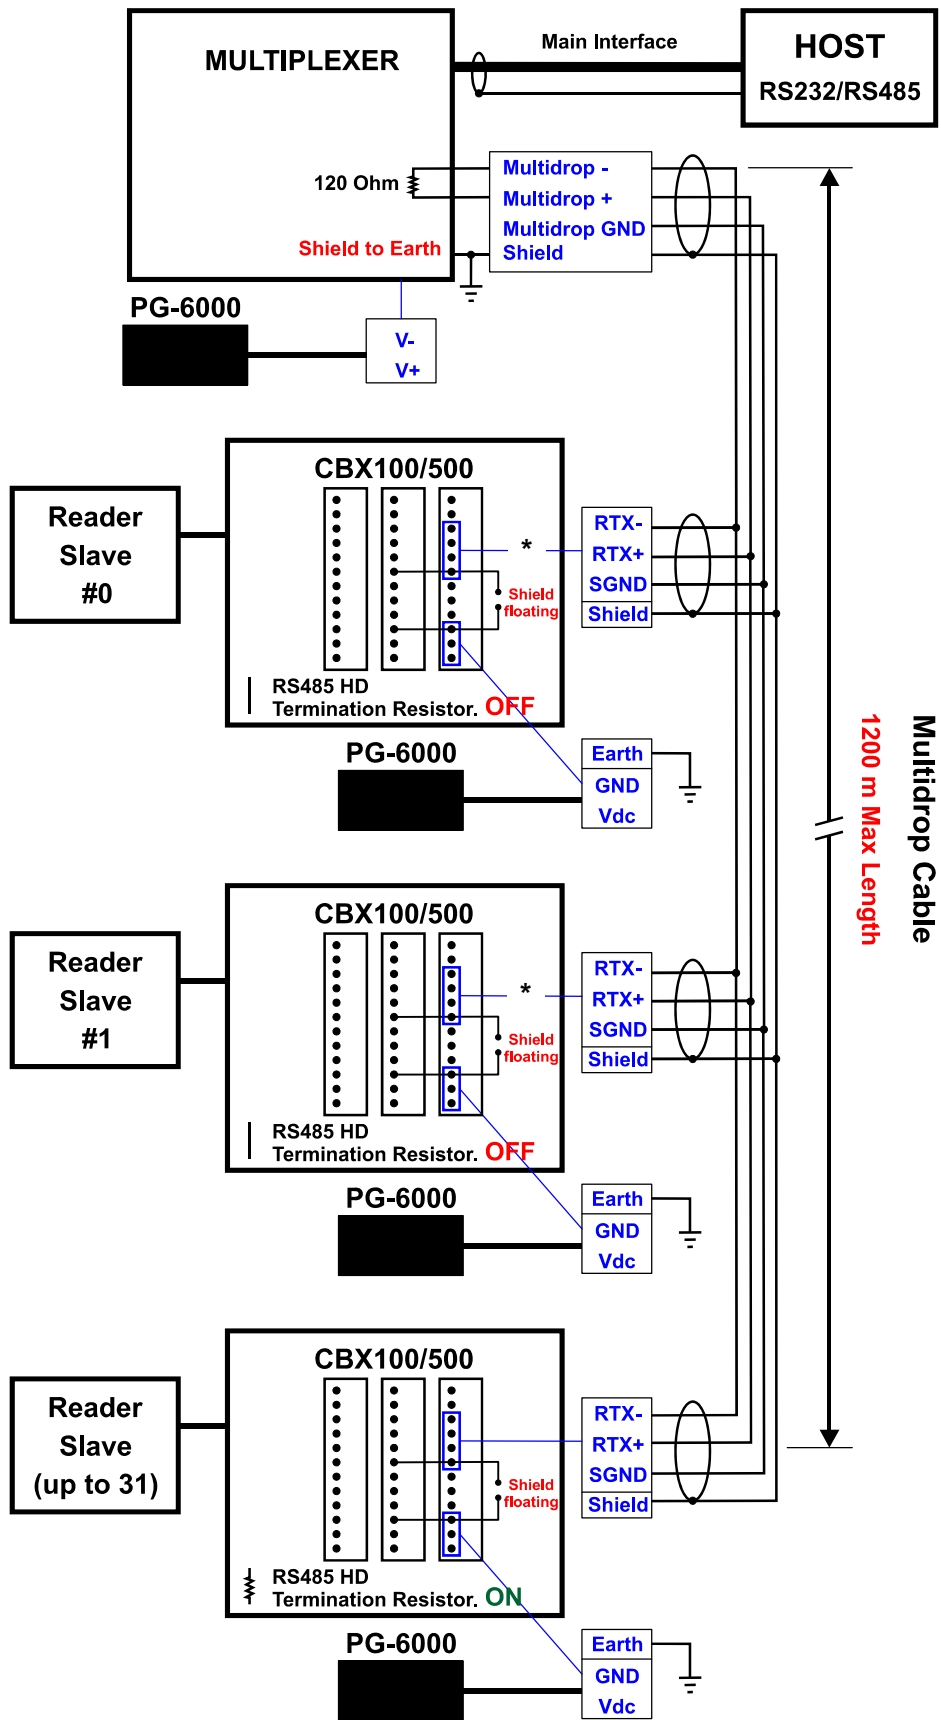 MULTIPLEXER
Main Interface
HOST
RS232/RS485
120 Ohm
Multidrop -
Multidrop +
Multidrop GND
Shield to Earth
Shield
PG-6000
V-
V+
CBX100/500
Reader
Slave
#0
*
RTX-
RTX+
SGND
Shield
Shield
floating
RS485 HD
Termination Resistor. OFF
PG-6000
Earth
GND
Vdc
Multidrop Cable
1200 m Max Length
CBX100/500
Reader
Slave
#1
*
RTX-
RTX+
SGND
Shield
Shield
floating
RS485 HD
Termination Resistor. OFF
PG-6000
Earth
GND
Vdc
CBX100/500
Reader
Slave
(up to 31)
RTX-
RTX+
SGND
Shield
Shield
floating
RS485 HD
Termination Resistor. ON
PG-6000
Earth
GND
Vdc